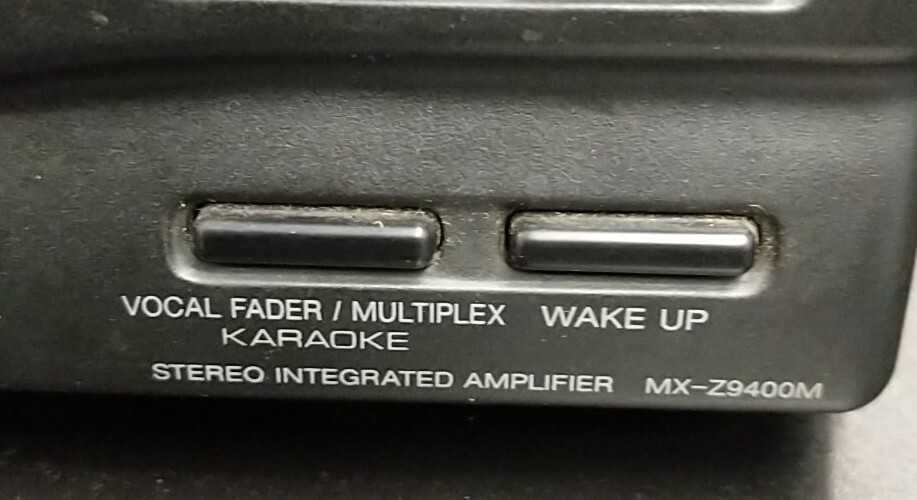 VOCAL FADER / MULTIPLEX WAKE UP
KARAOKE
STEREO INTEGRATED AMPLIFIER MX-Z9400M